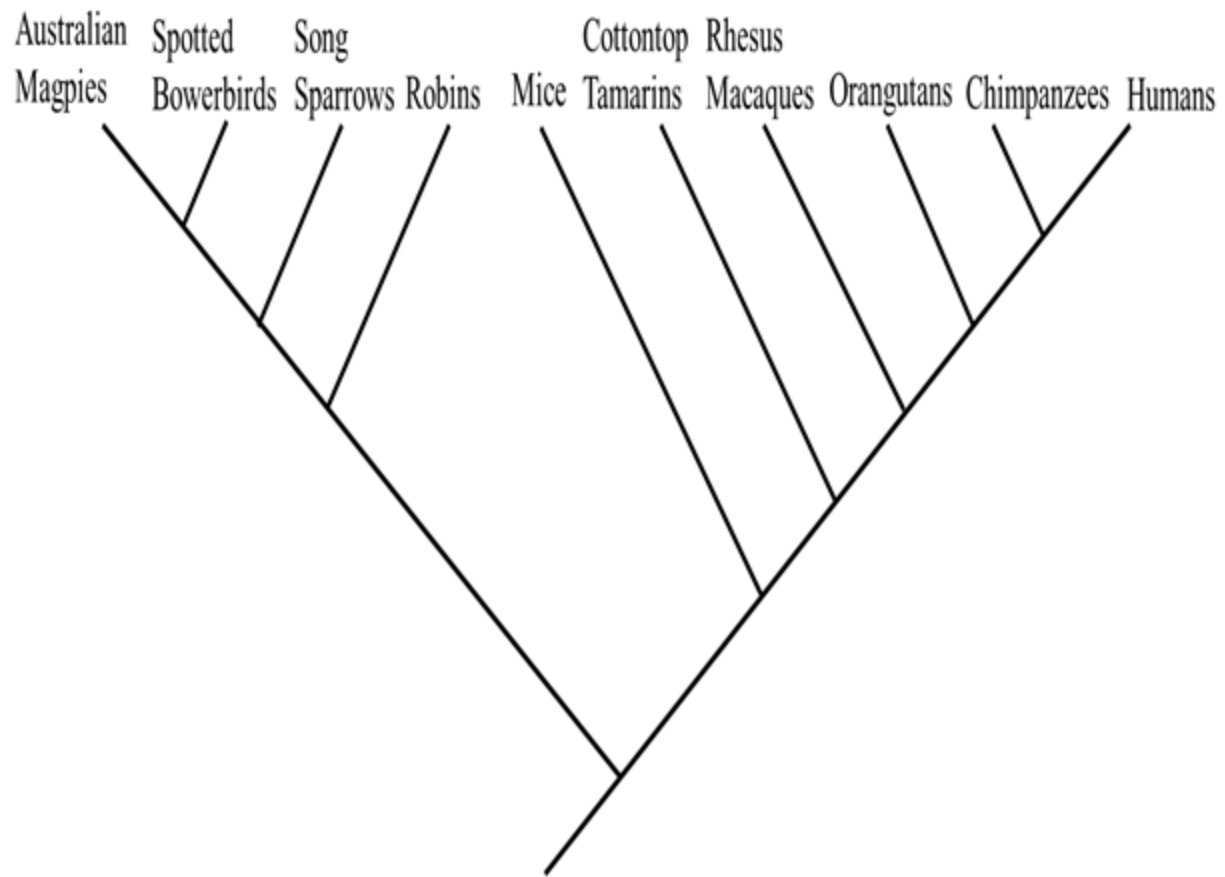 Australian Magpies
Spotted Bowerbirds
Song Sparrows
Robins
Mice
Cottontop Tamarins
Rhesus Macaques
Orangutans
Chimpanzees
Humans